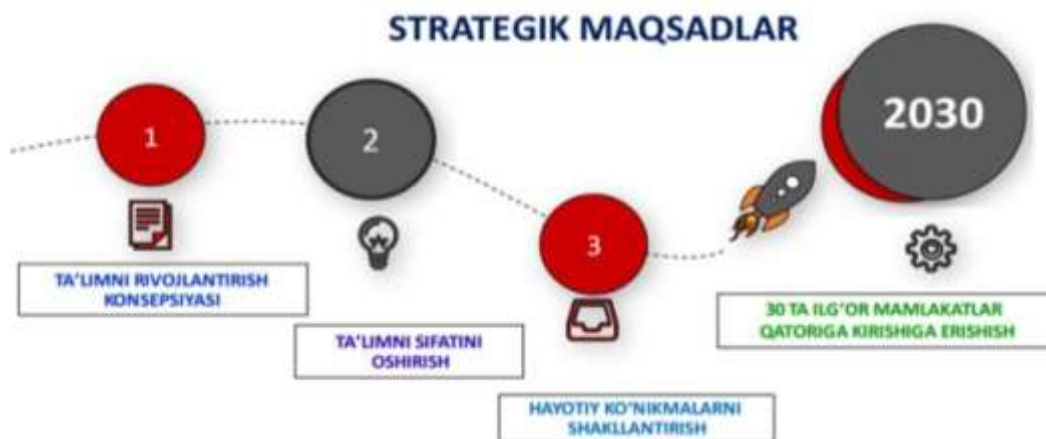 STRATEGIK MAQSADLAR
1
2
3
2030
TA'LIMNI RIVOJLANTIRISH
KONSEPSIYASI
TA'LIMNI SIFATINI
OSHIRISH
HAYOTIY KO'NIKMALARNI
SHAKLLANTIRISH
30 TA ILG'OR MAMLAKATLAR
QATORIGA KIRISHIGA ERISHISH